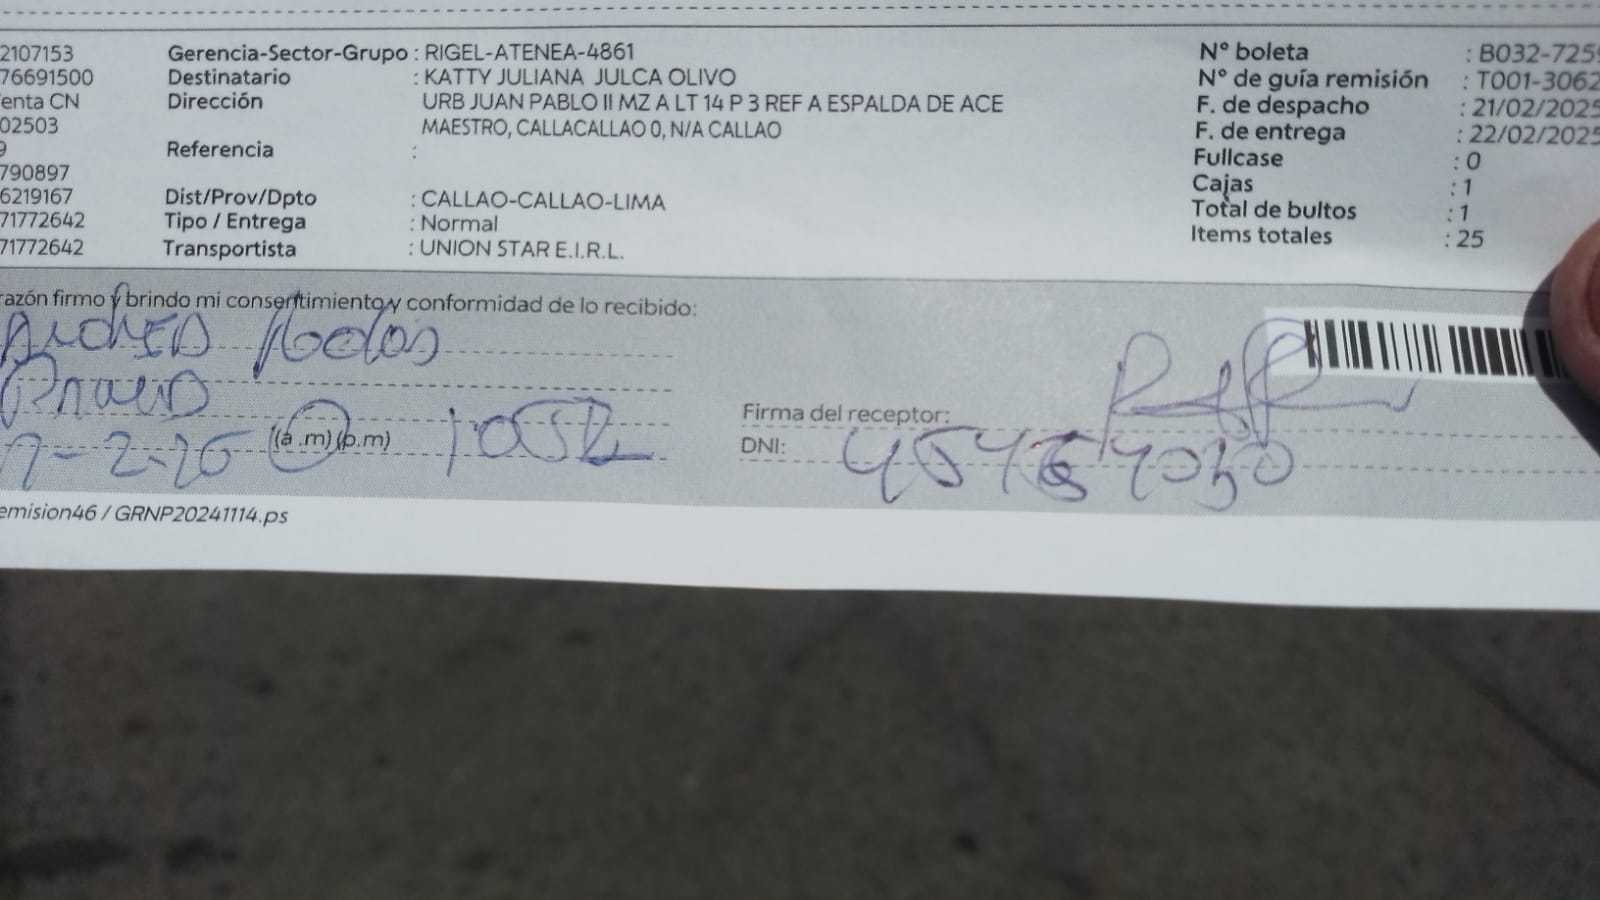 2107153 Gerencia-Sector-Grupo : RIGEL-ATENEA-4861 N° boleta : B032-725
76691500 Destinatario : KATTY JULIANA JULCA OLIVO N° de guía remisión : T001-3062
enta CN Dirección URB JUAN PABLO II MZ A LT 14 P 3 REF A ESPALDA DE ACE F. de despacho : 21/02/2025
02503 MAESTRO, CALLACALLAO 0, N/A CALLAO F. de entrega : 22/02/2025
9 Referencia : Fullcase : 0
790897 Cajas : 1
6219167 Dist/Prov/Dpto : CALLAO-CALLAO-LIMA Total de bultos : 1
71772642 Tipo / Entrega : Normal Items totales : 25
71772642 Transportista : UNION STAR E.I.R.L.
razón firmo y brindo mi consentimiento y conformidad de lo recibido:
Firma del receptor:
(a.m) (p.m) DNI:
emision46 / GRNP20241114.ps